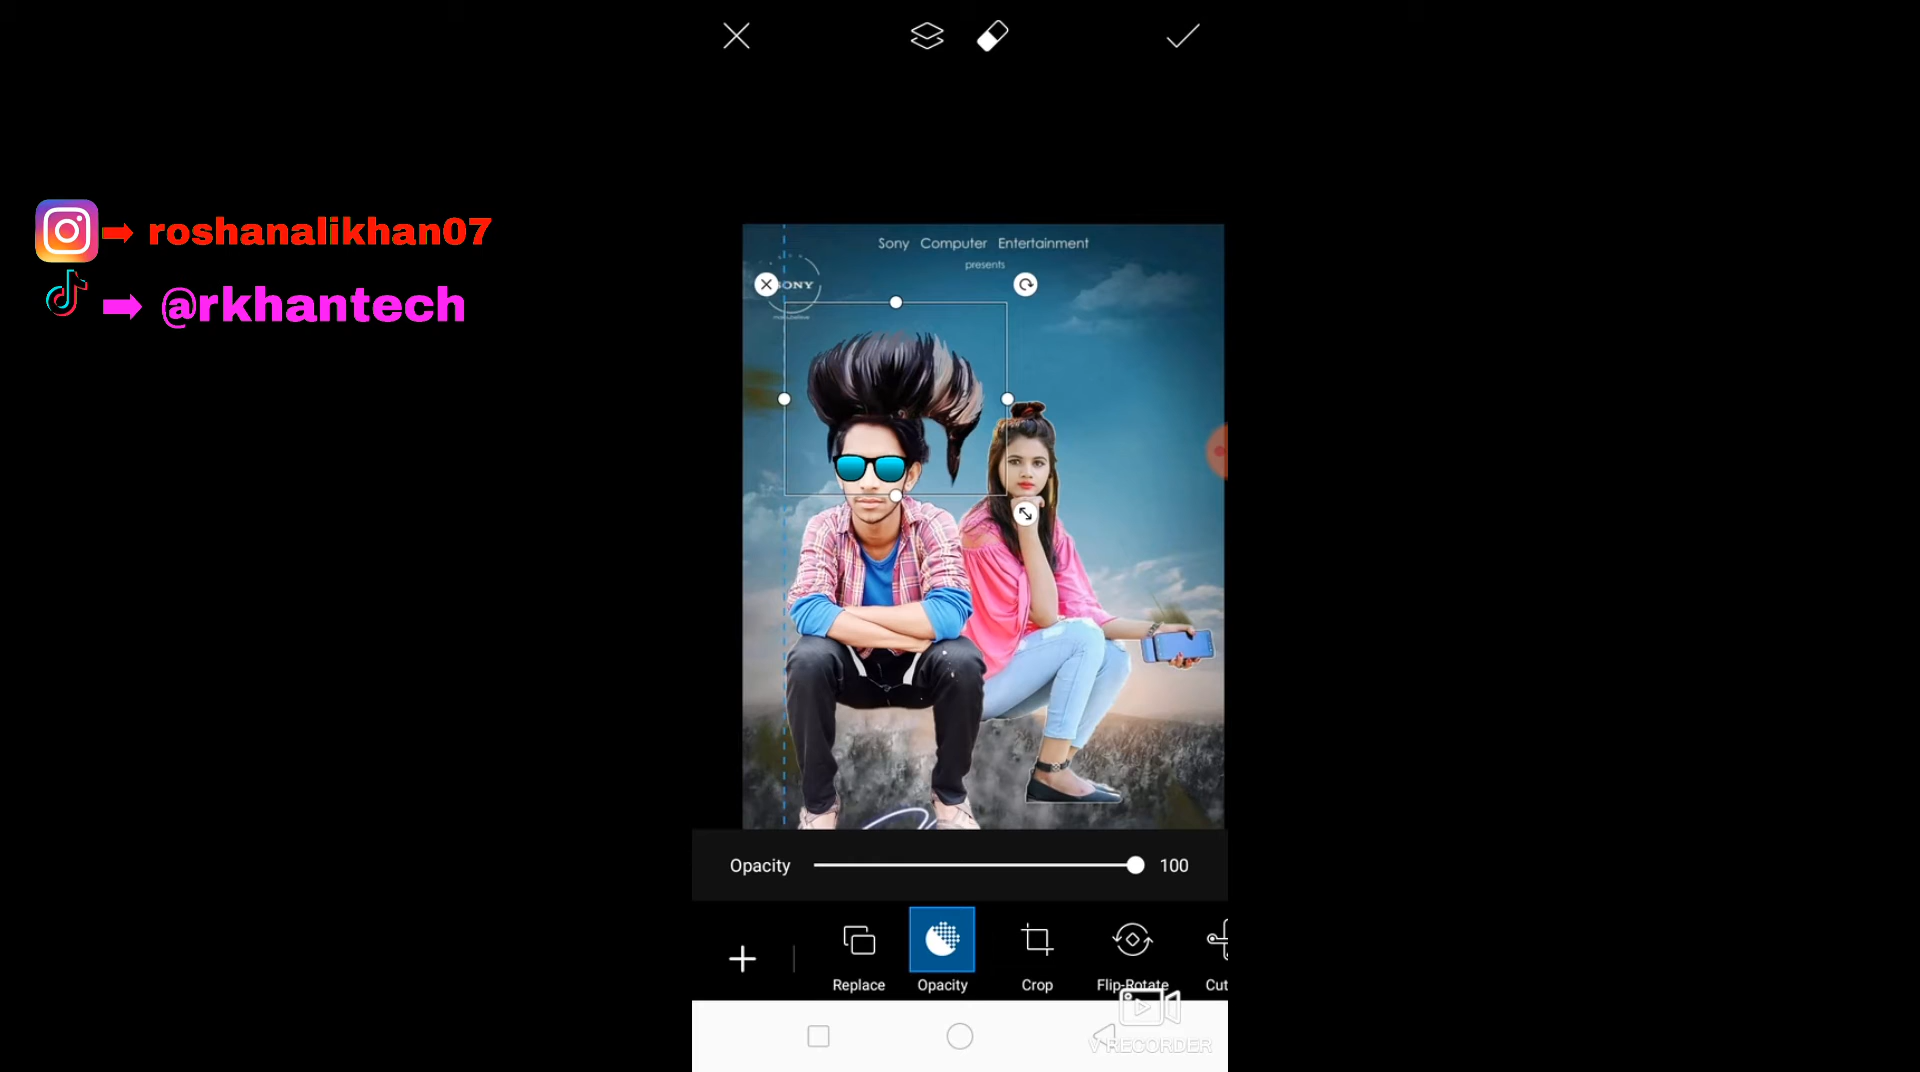 roshanalikhan07
@rkhantech
Sony Computer Entertainment
presents
SONY
Opacity 100
Replace Opacity Crop Flip-Rotate Cut
V RECORDER